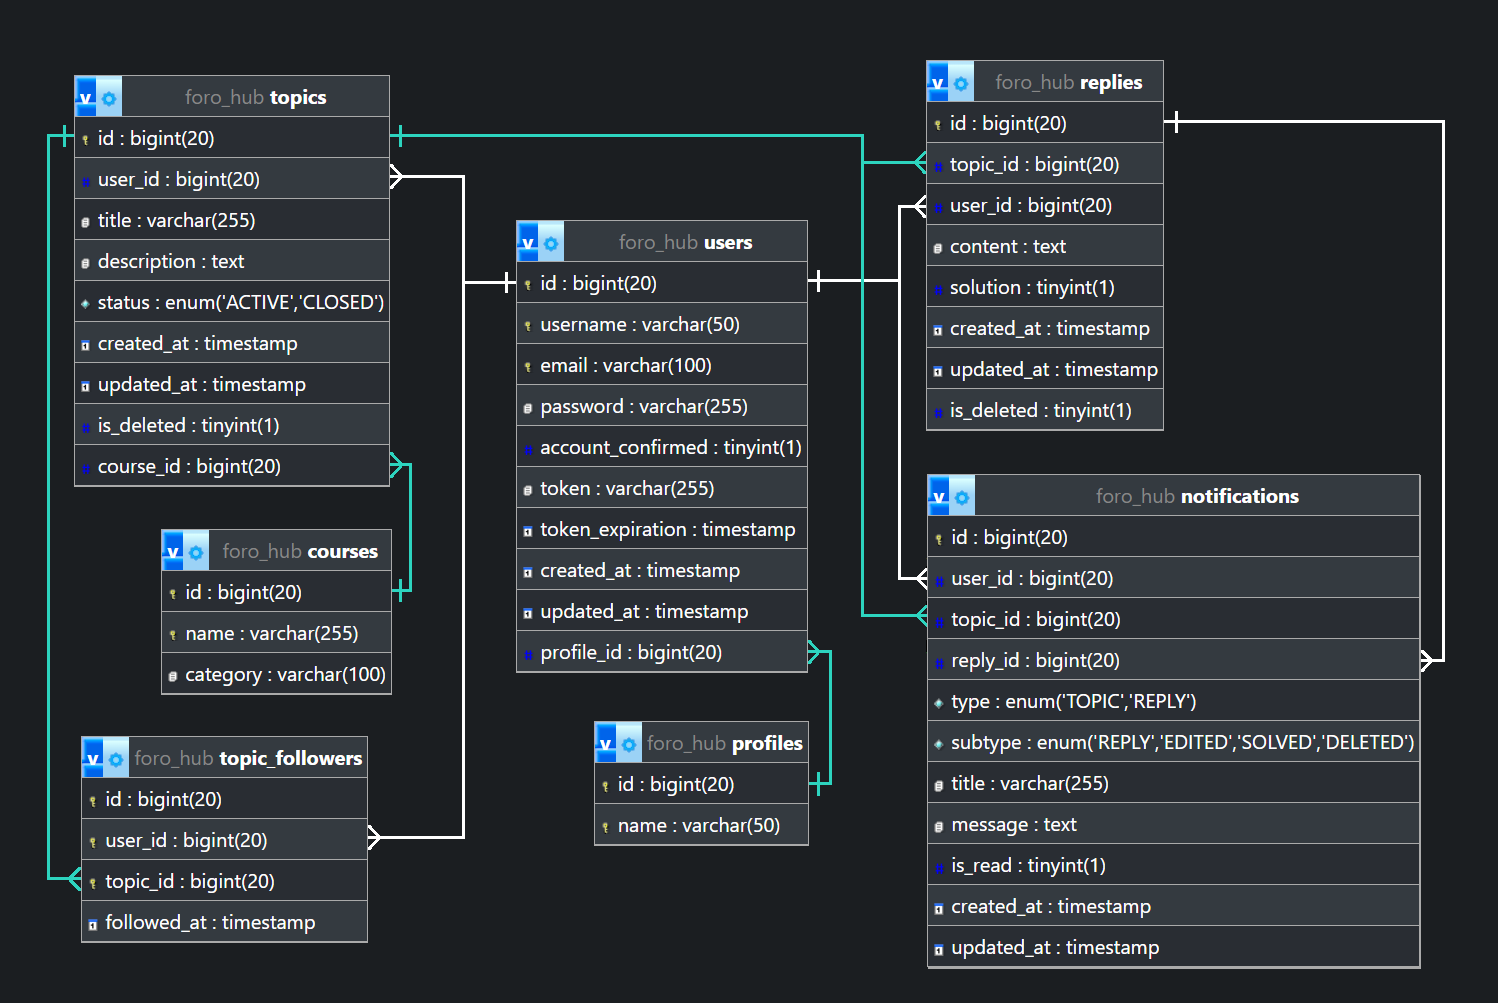 v foro_hub topics
id : bigint(20)
user_id : bigint(20)
title : varchar(255)
description : text
status : enum('ACTIVE','CLOSED')
created_at : timestamp
updated_at : timestamp
is_deleted : tinyint(1)
course_id : bigint(20)
v foro_hub courses
id : bigint(20)
name : varchar(255)
category : varchar(100)
v foro_hub topic_followers
id : bigint(20)
user_id : bigint(20)
topic_id : bigint(20)
followed_at : timestamp
v foro_hub users
id : bigint(20)
username : varchar(50)
email : varchar(100)
password : varchar(255)
account_confirmed : tinyint(1)
token : varchar(255)
token_expiration : timestamp
created_at : timestamp
updated_at : timestamp
profile_id : bigint(20)
v foro_hub profiles
id : bigint(20)
name : varchar(50)
v foro_hub replies
id : bigint(20)
topic_id : bigint(20)
user_id : bigint(20)
content : text
solution : tinyint(1)
created_at : timestamp
updated_at : timestamp
is_deleted : tinyint(1)
v foro_hub notifications
id : bigint(20)
user_id : bigint(20)
topic_id : bigint(20)
reply_id : bigint(20)
type : enum('TOPIC','REPLY')
subtype : enum('REPLY','EDITED','SOLVED','DELETED')
title : varchar(255)
message : text
is_read : tinyint(1)
created_at : timestamp
updated_at : timestamp